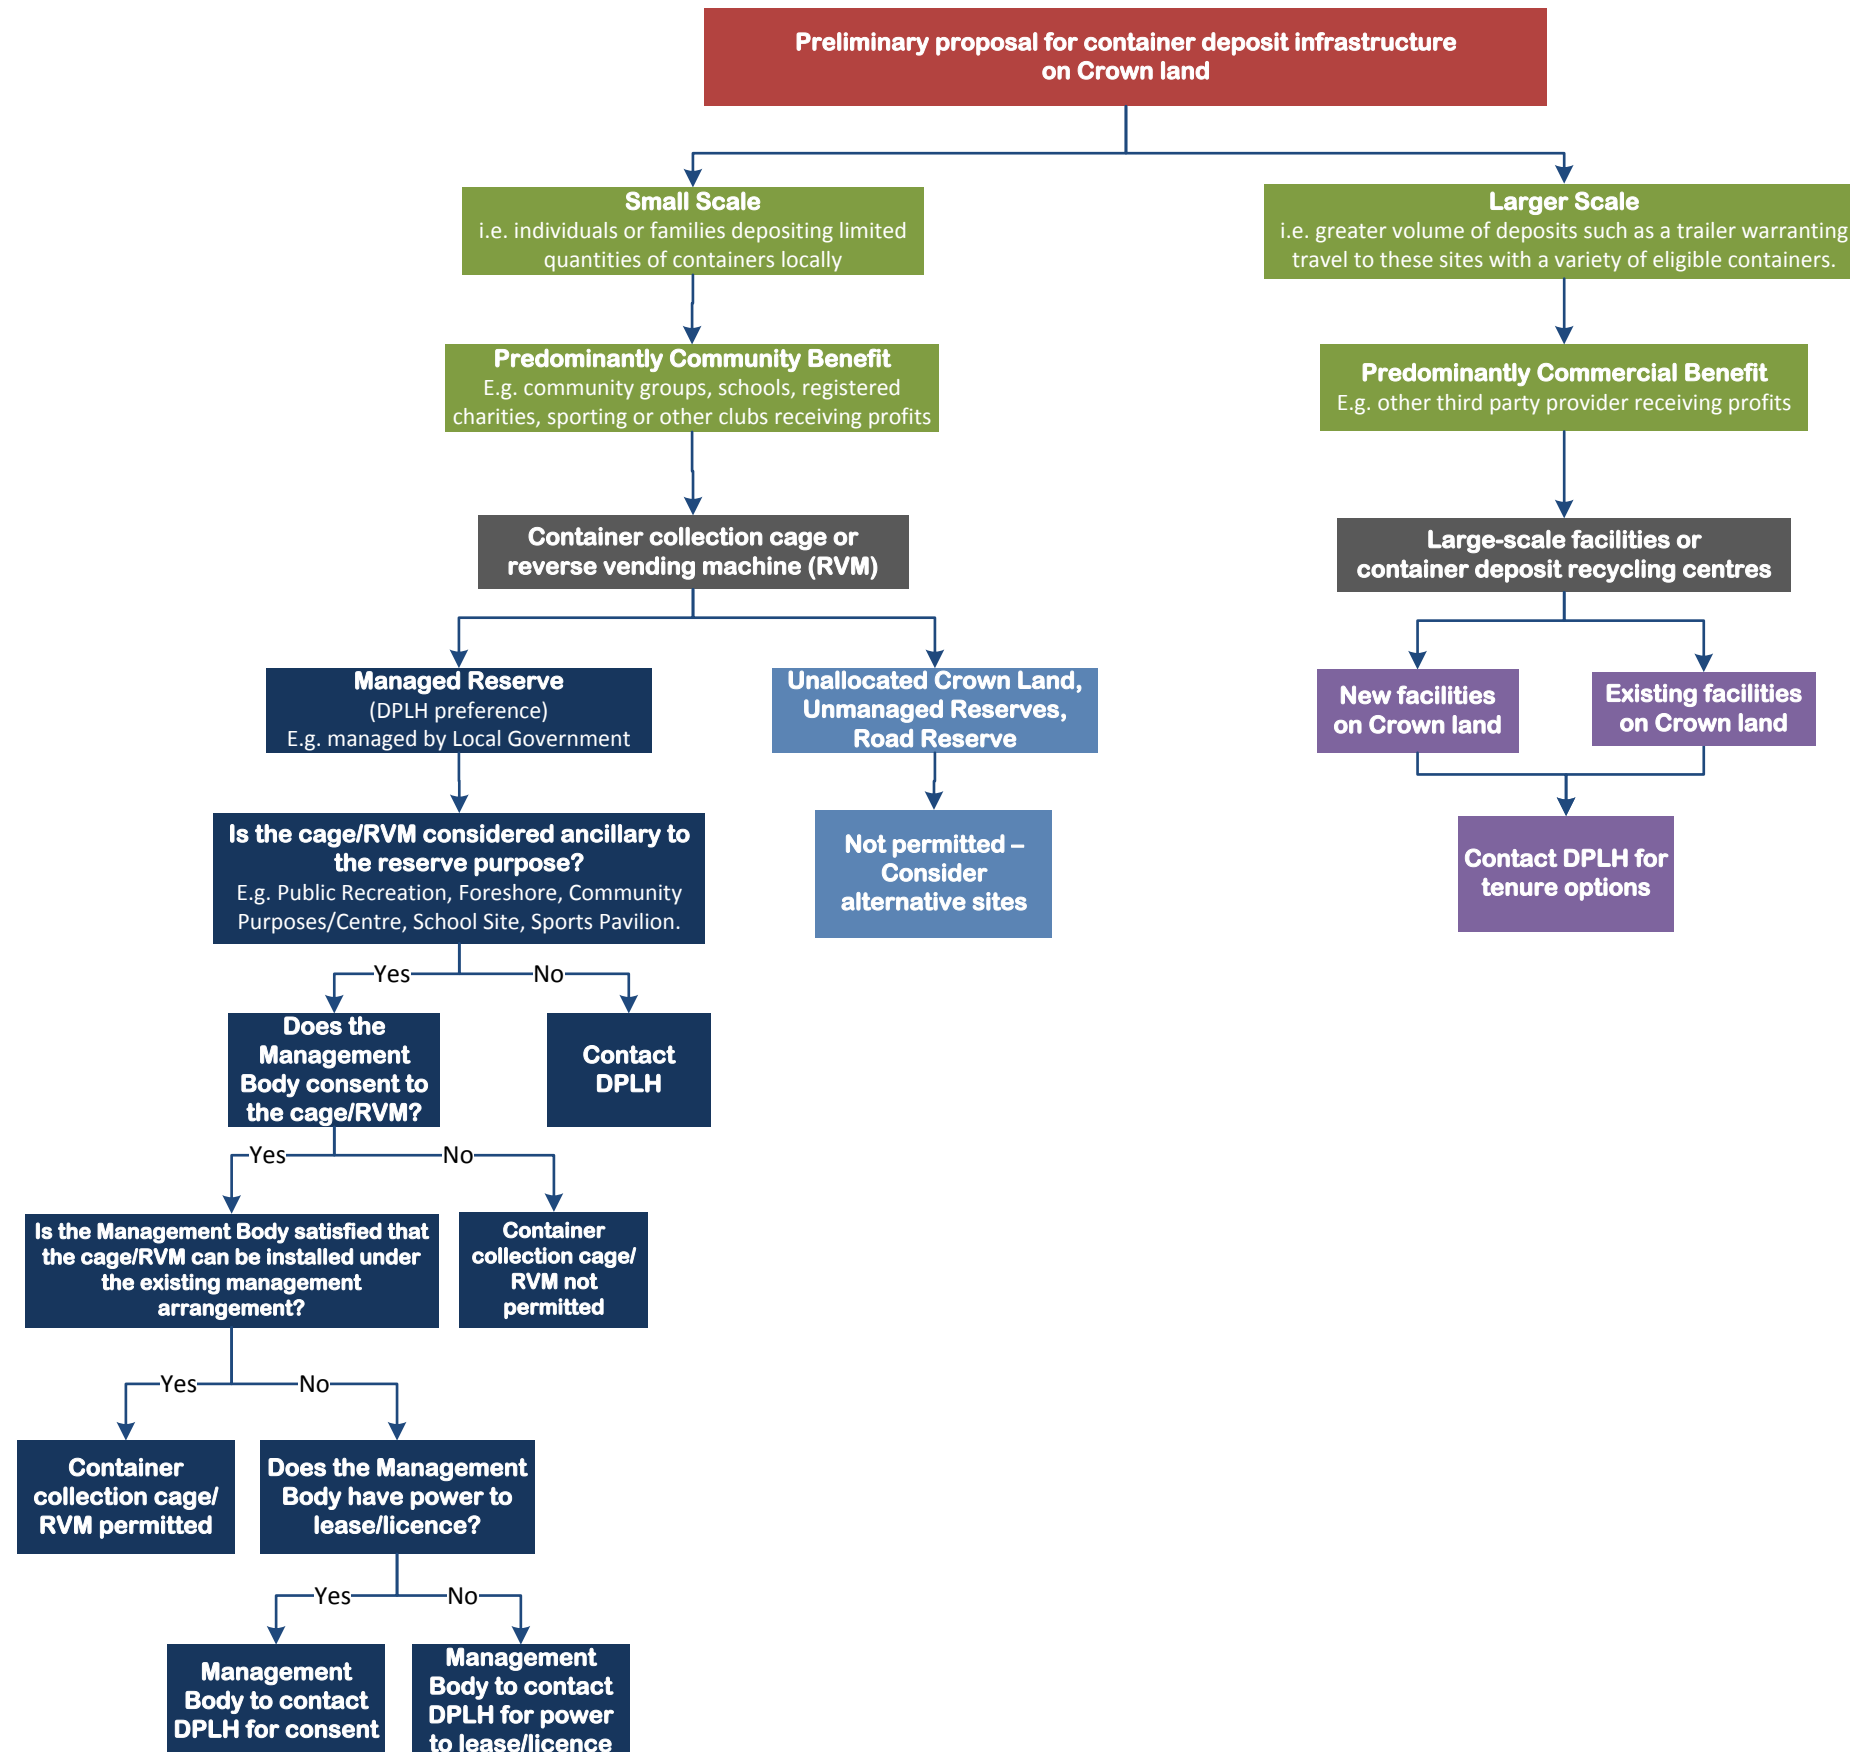 Preliminary proposal for container deposit infrastructure
on Crown land
Small Scale
i.e. individuals or families depositing limited
quantities of containers locally
Larger Scale
i.e. greater volume of deposits such as a trailer warranting
travel to these sites with a variety of eligible containers.
Predominantly Community Benefit
E.g. community groups, schools, registered
charities, sporting or other clubs receiving profits
Predominantly Commercial Benefit
E.g. other third party provider receiving profits
Container collection cage or
reverse vending machine (RVM)
Large-scale facilities or
container deposit recycling centres
Managed Reserve
(DPLH preference)
E.g. managed by Local Government
Unallocated Crown Land,
Unmanaged Reserves,
Road Reserve
New facilities
on Crown land
Existing facilities
on Crown land
Is the cage/RVM considered ancillary to
the reserve purpose?
E.g. Public Recreation, Foreshore, Community
Purposes/Centre, School Site, Sports Pavilion.
Not permitted –
Consider
alternative sites
Contact DPLH for
tenure options
Yes
No
Does the
Management
Body consent to
the cage/RVM?
Contact
DPLH
Yes
No
Is the Management Body satisfied that
the cage/RVM can be installed under
the existing management
arrangement?
Container
collection cage/
RVM not
permitted
Yes
No
Container
collection cage/
RVM permitted
Does the Management
Body have power to
lease/licence?
Yes
No
Management
Body to contact
DPLH for consent
Management
Body to contact
DPLH for power
to lease/licence